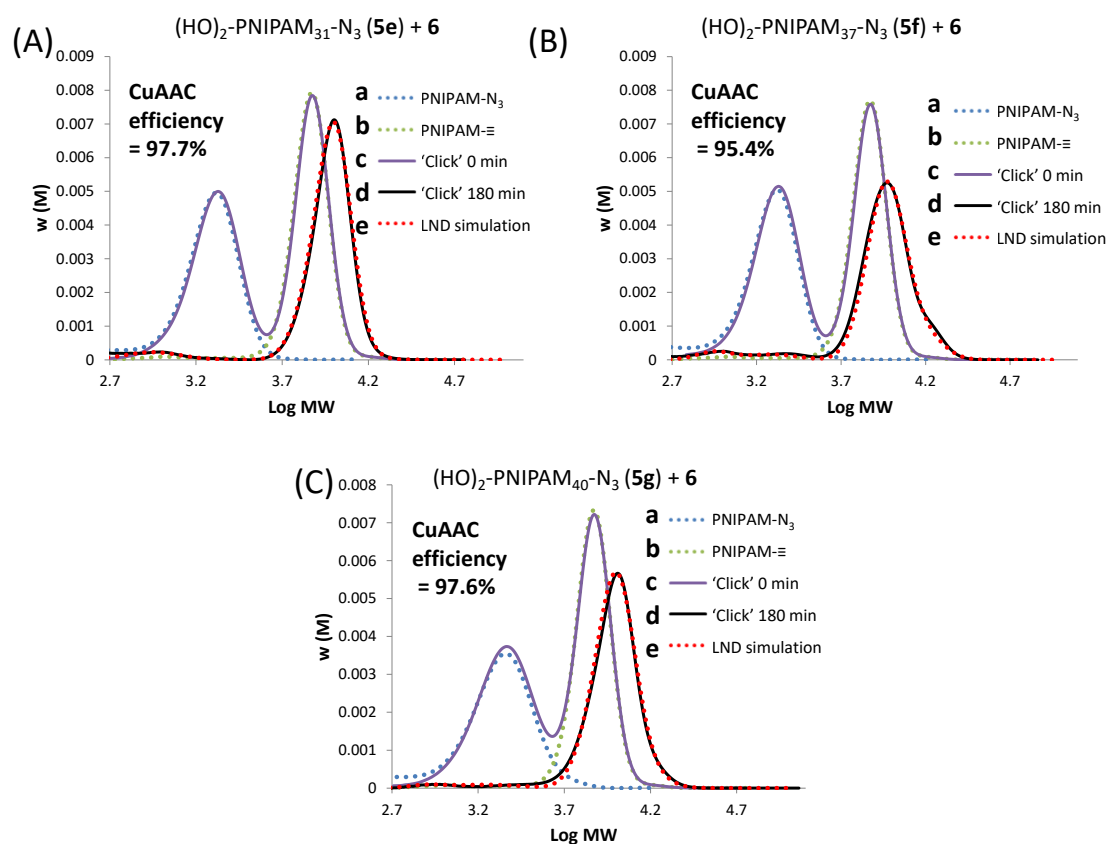 (A)
(HO)₂-PNIPAM₃₁-N₃ (5e) + 6
0.009
0.008
0.007
0.006
0.005
0.004
0.003
0.002
0.001
0
w (M)
CuAAC
efficiency
= 97.7%
a PNIPAM-N₃
b PNIPAM-≡
c 'Click' 0 min
d 'Click' 180 min
e LND simulation
2.7 3.2 3.7 4.2 4.7
Log MW
(B)
(HO)₂-PNIPAM₃₇-N₃ (5f) + 6
0.009
0.008
0.007
0.006
0.005
0.004
0.003
0.002
0.001
0
w (M)
CuAAC
efficiency
= 95.4%
a PNIPAM-N₃
b PNIPAM-≡
c 'Click' 0 min
d 'Click' 180 min
e LND simulation
2.7 3.2 3.7 4.2 4.7
Log MW
(C)
(HO)₂-PNIPAM₄₀-N₃ (5g) + 6
0.008
0.007
0.006
0.005
0.004
0.003
0.002
0.001
0
w (M)
CuAAC
efficiency
= 97.6%
a PNIPAM-N₃
b PNIPAM-≡
c 'Click' 0 min
d 'Click' 180 min
e LND simulation
2.7 3.2 3.7 4.2 4.7
Log MW